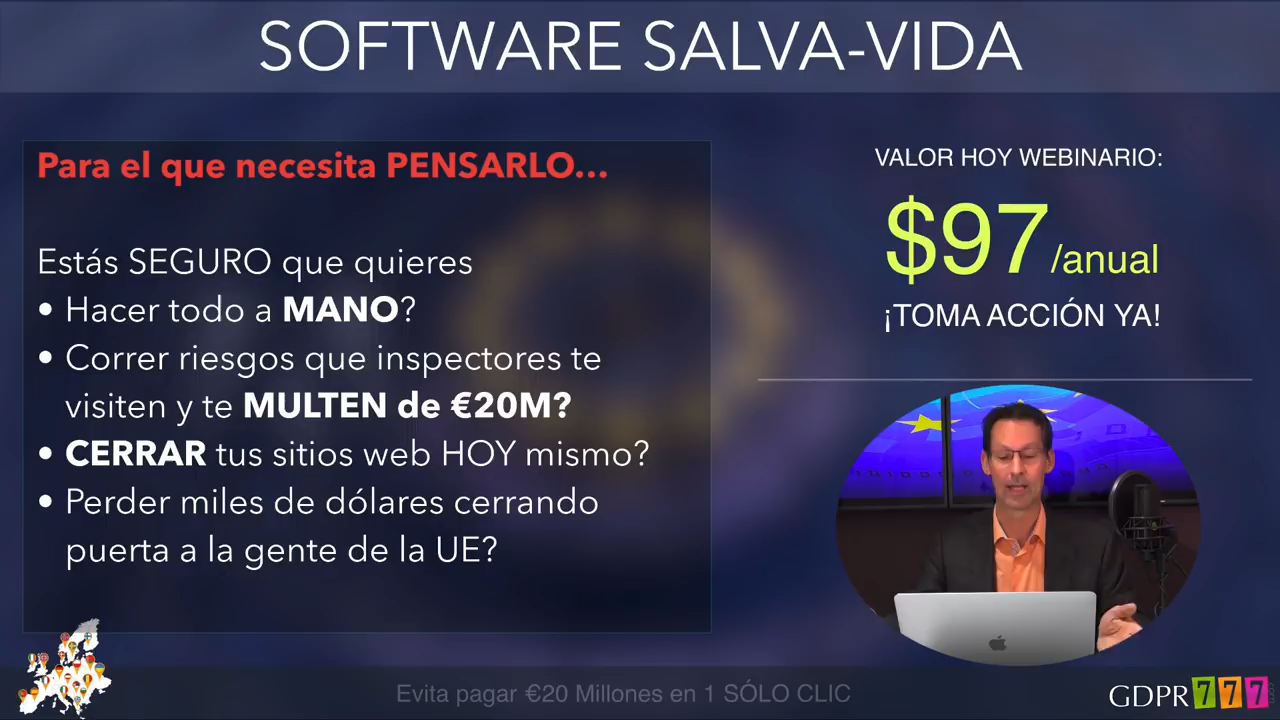 SOFTWARE SALVA-VIDA
Para el que necesita PENSARLO...
Estás SEGURO que quieres
• Hacer todo a MANO?
• Correr riesgos que inspectores te
visiten y te MULTEN de €20M?
• CERRAR tus sitios web HOY mismo?
• Perder miles de dólares cerrando
puerta a la gente de la UE?
VALOR HOY WEBINARIO:
$97 /anual
¡TOMA ACCIÓN YA!
Evita pagar €20 Millones en 1 SÓLO CLIC
GDPR777